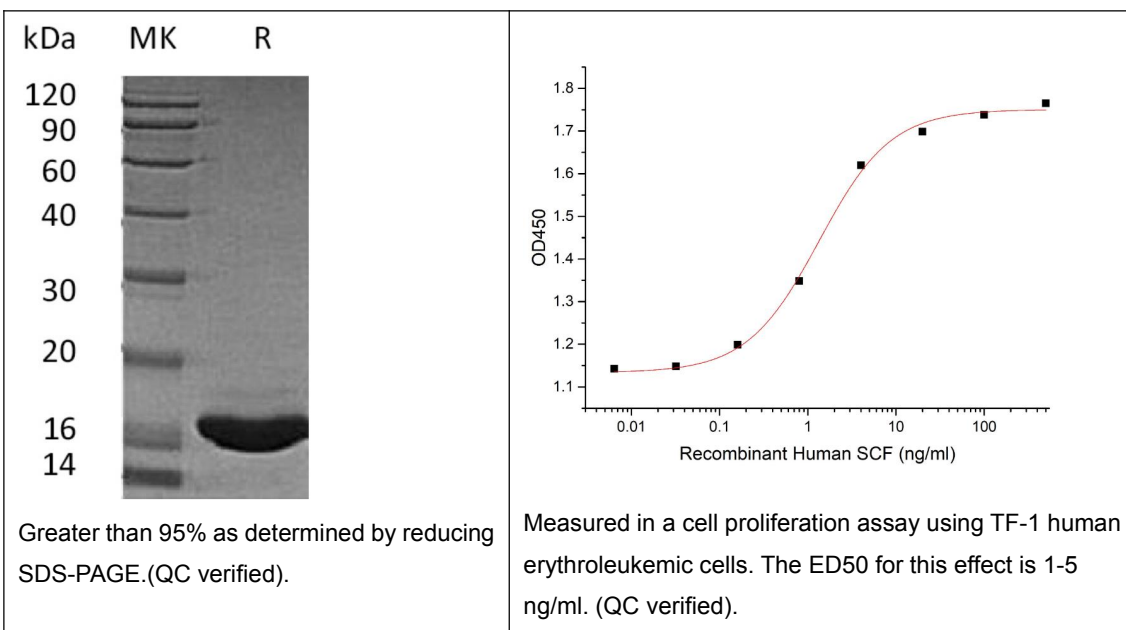 kDa MK R
120
90
60
40
30
20
16
14
Greater than 95% as determined by reducing
SDS-PAGE.(QC verified).
1.8
1.7
1.6
1.5
1.4
1.3
1.2
1.1
OD450
0.01 0.1 1 10 100
Recombinant Human SCF (ng/ml)
Measured in a cell proliferation assay using TF-1 human
erythroleukemic cells. The ED50 for this effect is 1-5
ng/ml. (QC verified).